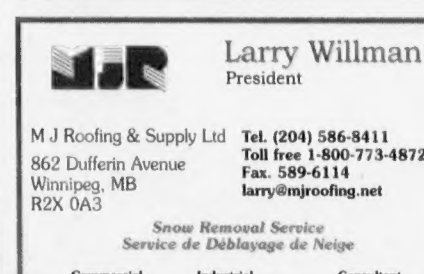 MJR
Larry Willman
President
M J Roofing & Supply Ltd
862 Dufferin Avenue
Winnipeg, MB
R2X 0A3
Tel. (204) 586-8411
Toll free 1-800-773-4872
Fax. 589-6114
larry@mjroofing.net
Snow Removal Service
Service de Déblayage de Neige
Commercial Industrial Consultant